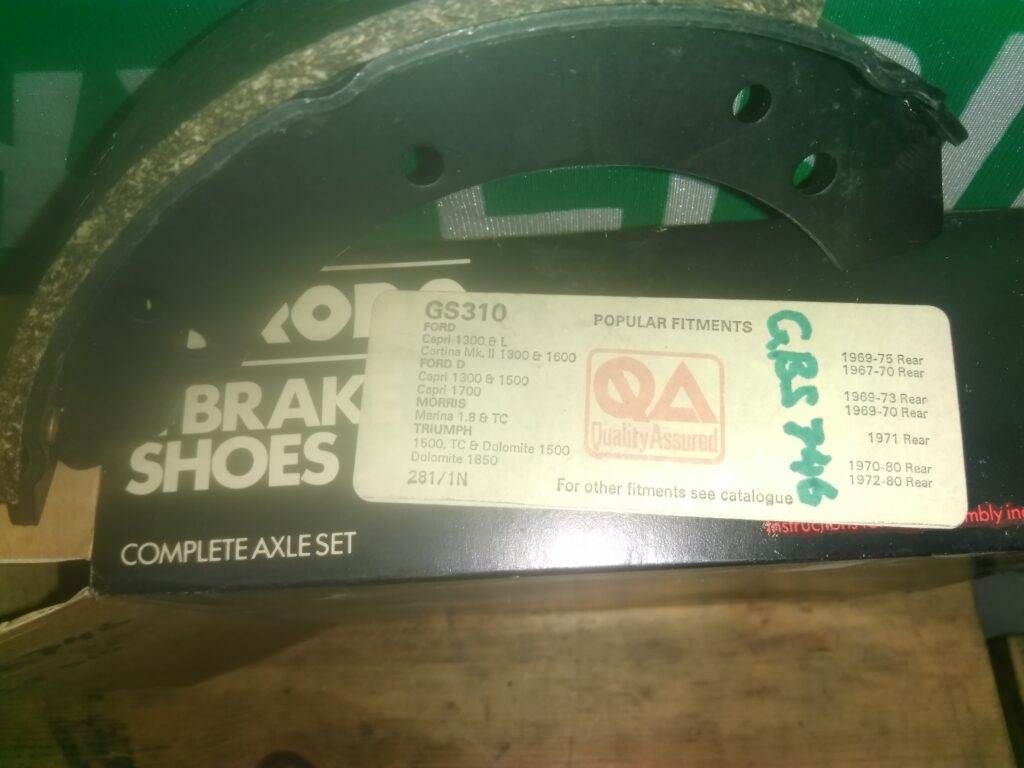 BRAKE
SHOES
COMPLETE AXLE SET
GS310
POPULAR FITMENTS
FORD
Capri 1300 & L 1969-75 Rear
Cortina Mk. II 1300 & 1600 1967-70 Rear
FORD D
Capri 1300 & 1500 1969-73 Rear
Capri 1700 1969-70 Rear
MORRIS
Marina 1.8 & TC 1971 Rear
TRIUMPH
1500, TC & Dolomite 1500 1970-80 Rear
Dolomite 1850 1972-80 Rear
281/1N
QA
Quality Assured
For other fitments see catalogue
GBS 746
Instructions